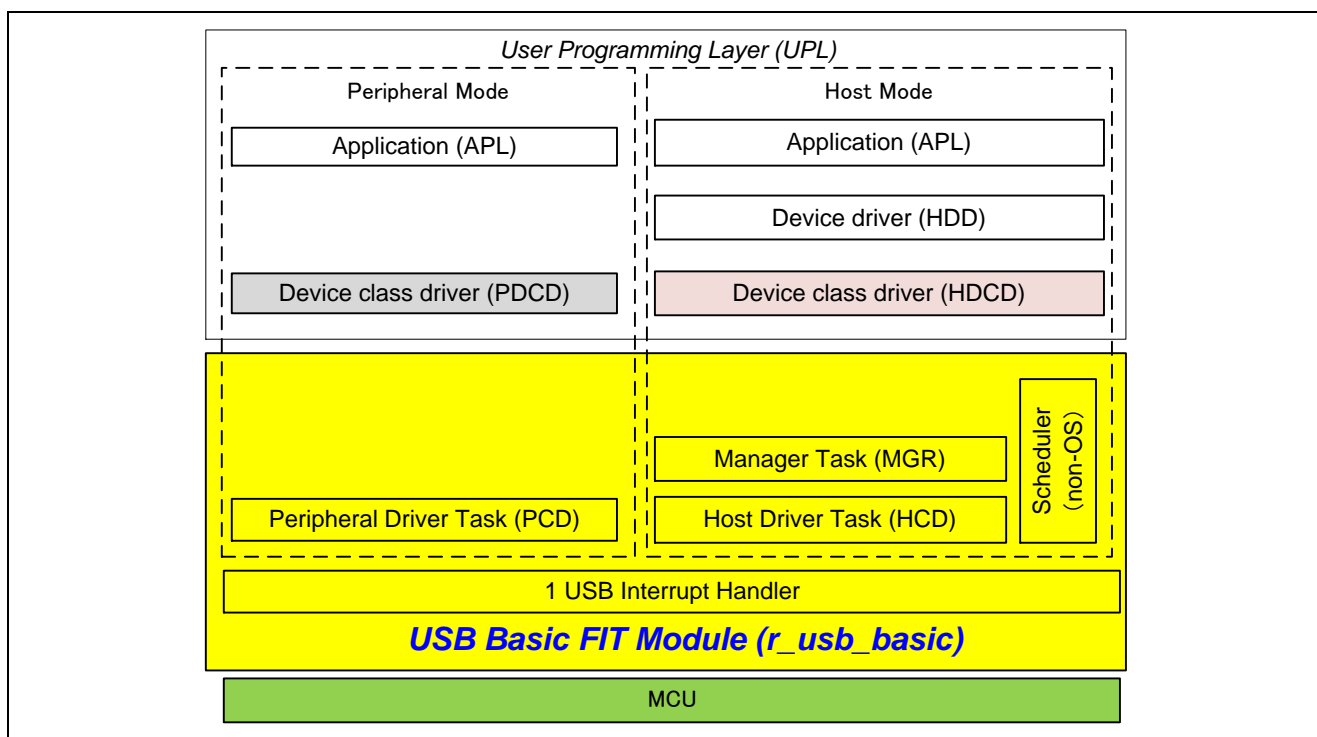 User Programming Layer (UPL)
Peripheral Mode
Host Mode
Application (APL)
Application (APL)
Device driver (HDD)
Device class driver (PDCD)
Device class driver (HDCD)
Scheduler
(non-OS)
Manager Task (MGR)
Peripheral Driver Task (PCD)
Host Driver Task (HCD)
1 USB Interrupt Handler
USB Basic FIT Module (r_usb_basic)
MCU